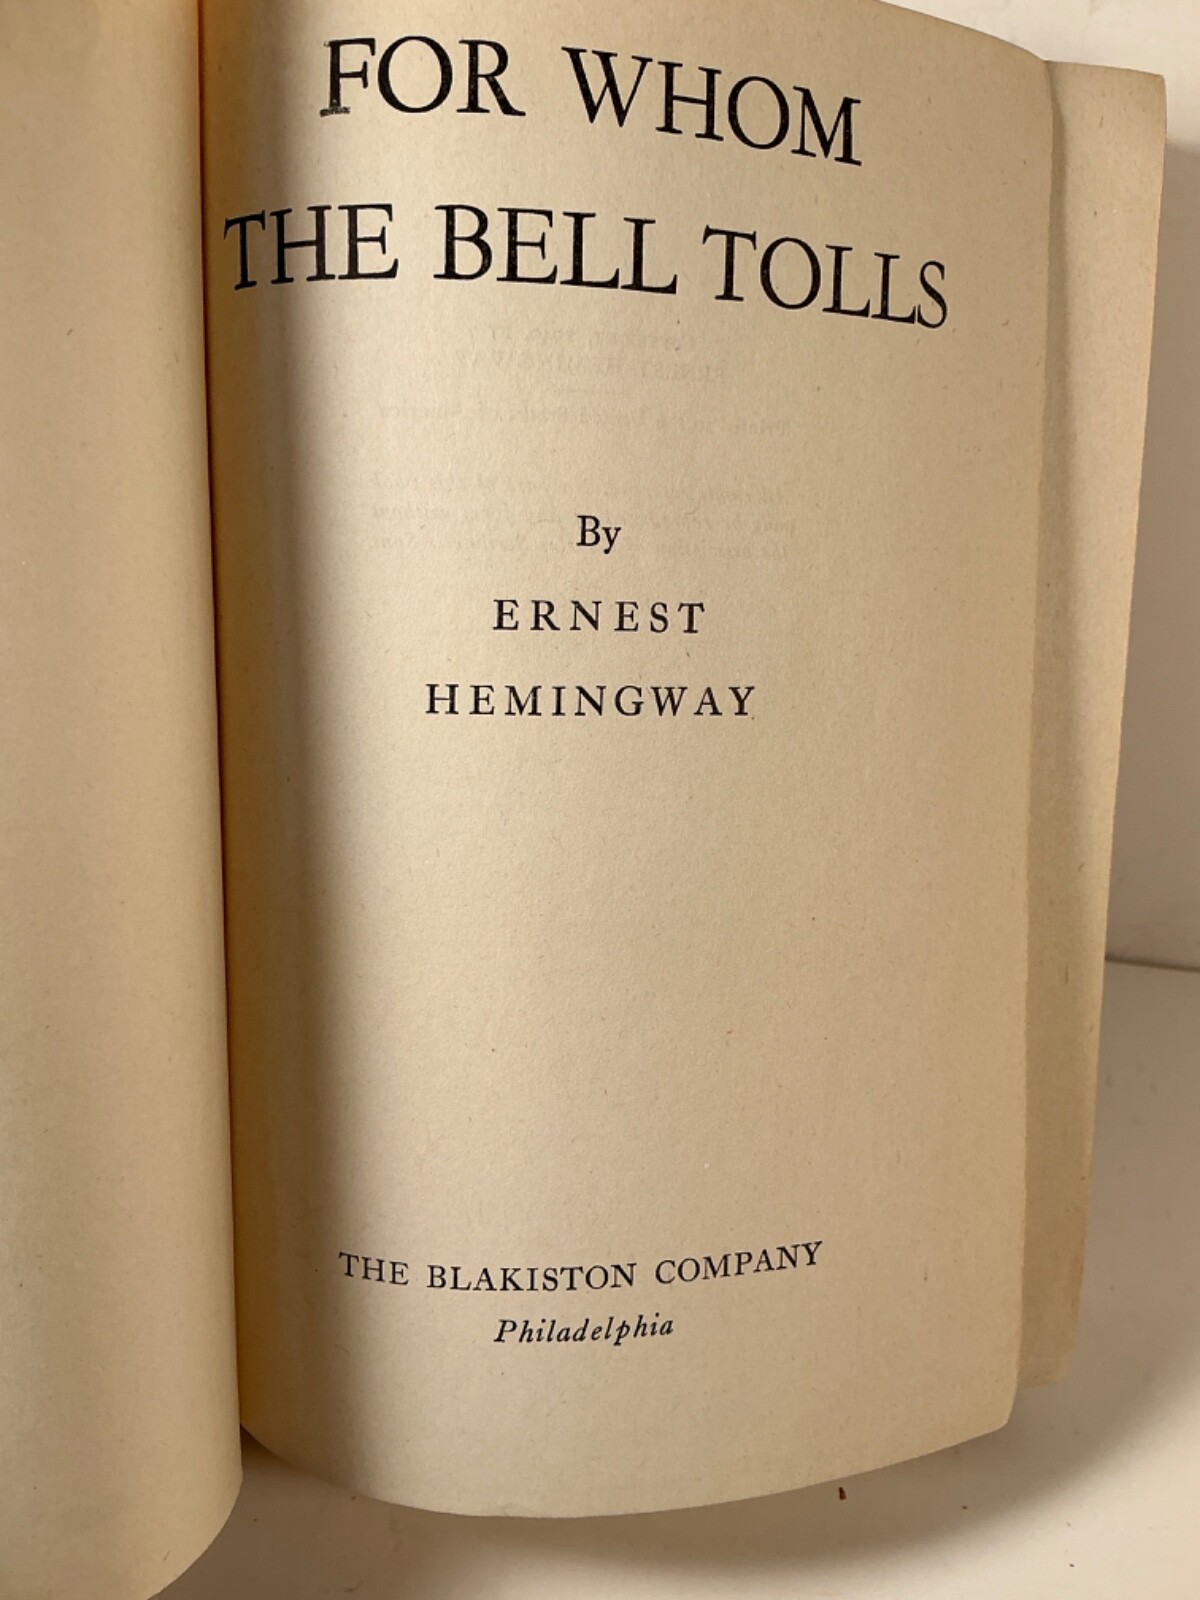 FOR WHOM
THE BELL TOLLS
By
ERNEST
HEMINGWAY
THE BLAKISTON COMPANY
Philadelphia